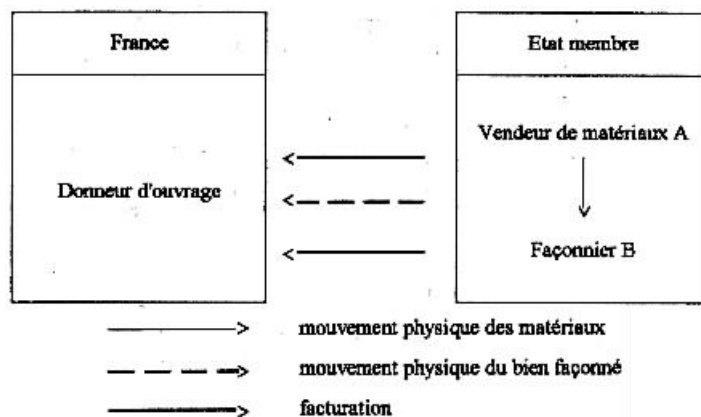 France
Etat membre
Vendeur de matériaux A
Donneur d'ouvrage
Façonnier B
mouvement physique des matériaux
mouvement physique du bien façonné
facturation